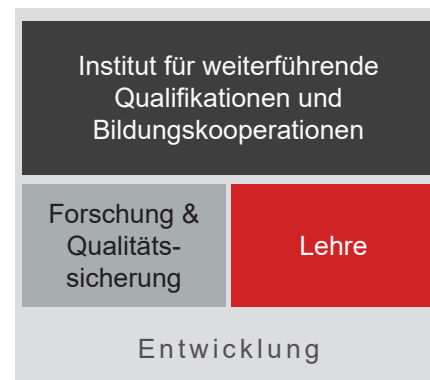 Institut für weiterführende
Qualifikationen und
Bildungskooperationen
Forschung &
Qualitäts-
sicherung
Lehre
Entwicklung